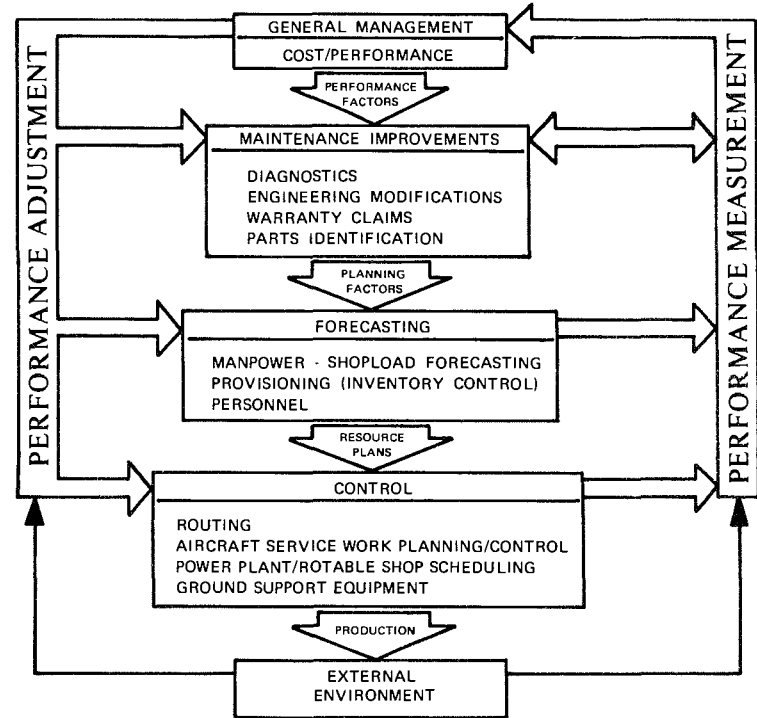 GENERAL MANAGEMENT
COST/PERFORMANCE
PERFORMANCE
FACTORS
MAINTENANCE IMPROVEMENTS
DIAGNOSTICS
ENGINEERING MODIFICATIONS
WARRANTY CLAIMS
PARTS IDENTIFICATION
PLANNING
FACTORS
FORECASTING
MANPOWER - SHOPLOAD FORECASTING
PROVISIONING (INVENTORY CONTROL)
PERSONNEL
RESOURCE
PLANS
CONTROL
ROUTING
AIRCRAFT SERVICE WORK PLANNING/CONTROL
POWER PLANT/ROTABLE SHOP SCHEDULING
GROUND SUPPORT EQUIPMENT
PRODUCTION
EXTERNAL
ENVIRONMENT
PERFORMANCE ADJUSTMENT
PERFORMANCE MEASUREMENT